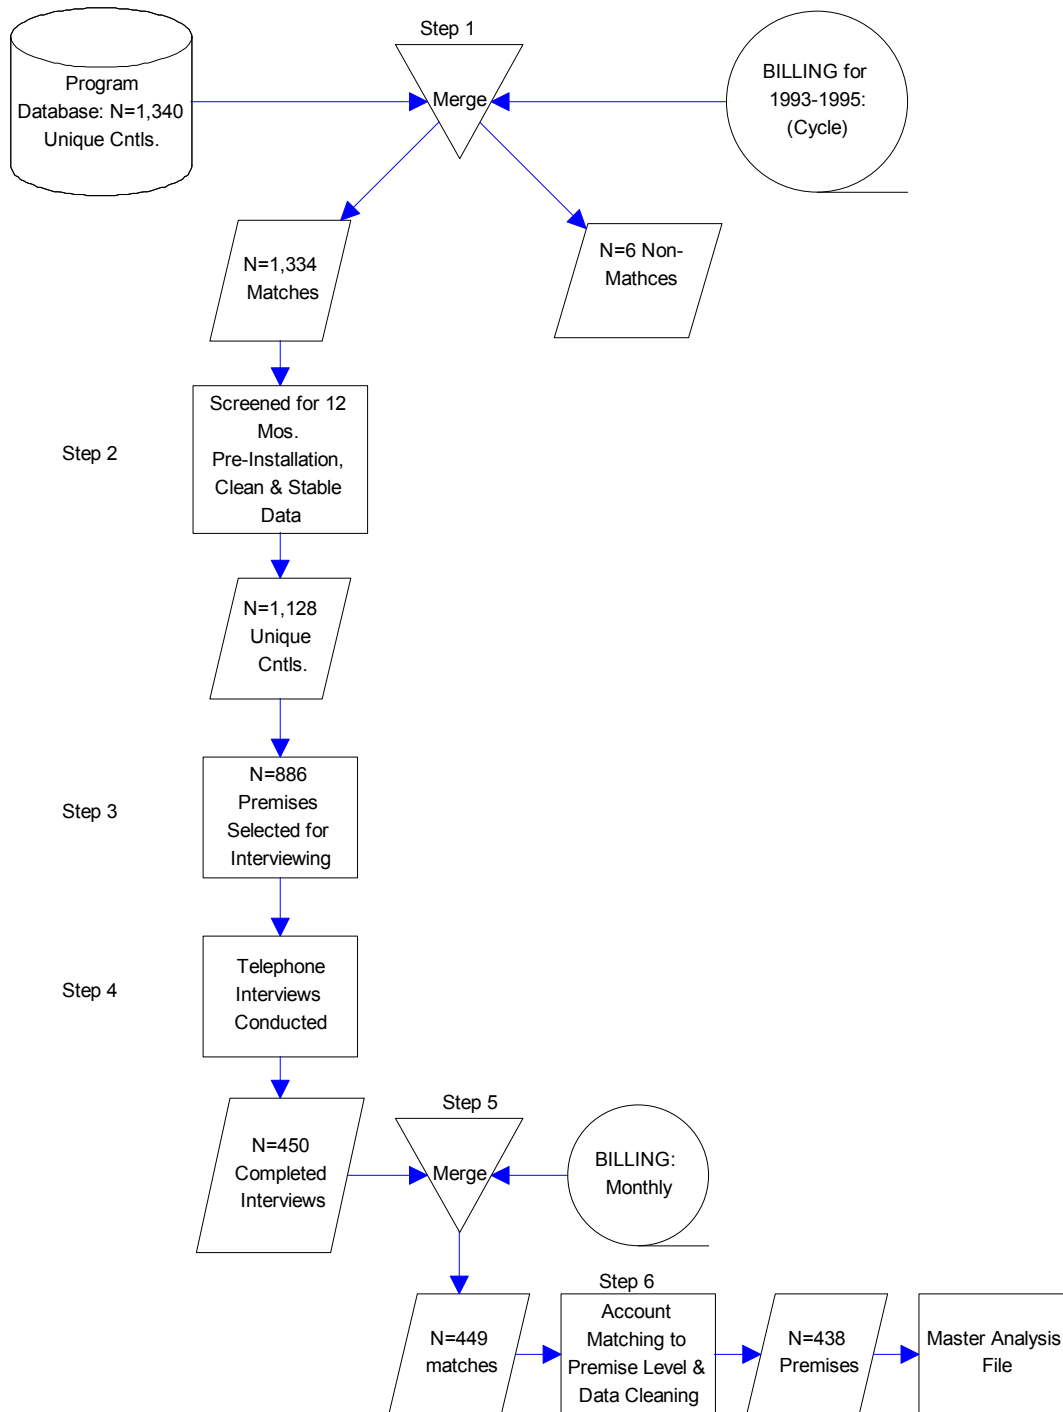 Step 1
Program
Database: N=1,340
Unique Cntls.
Merge
BILLING for
1993-1995:
(Cycle)
N=1,334
Matches
N=6 Non-
Mathces
Step 2
Screened for 12
Mos.
Pre-Installation,
Clean & Stable
Data
N=1,128
Unique
Cntls.
Step 3
N=886
Premises
Selected for
Interviewing
Step 4
Telephone
Interviews
Conducted
N=450
Completed
Interviews
Step 5
Merge
BILLING:
Monthly
N=449
matches
Step 6
Account
Matching to
Premise Level &
Data Cleaning
N=438
Premises
Master Analysis
File